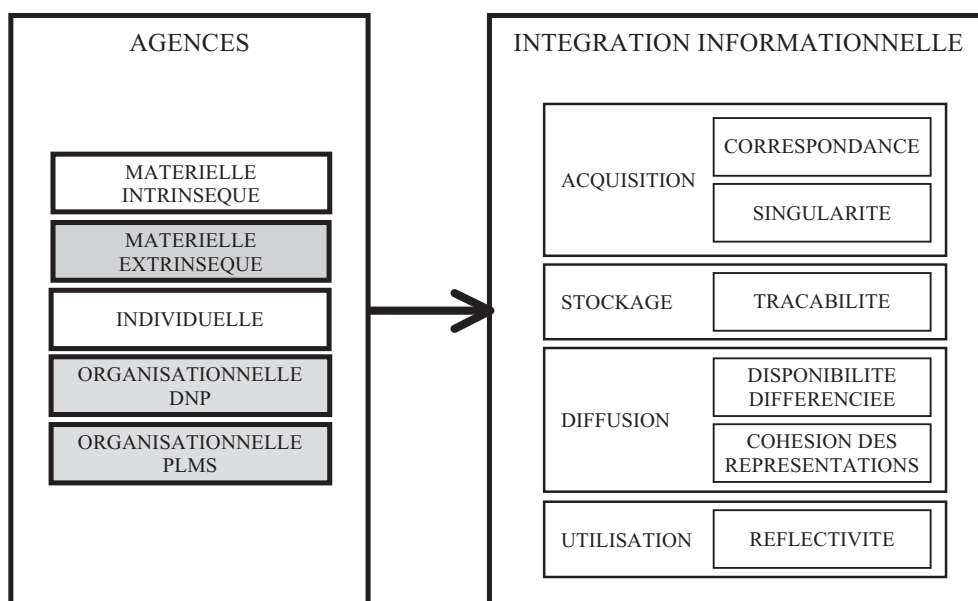 AGENCES
MATERIELLE
INTRINSEQUE
MATERIELLE
EXTRINSEQUE
INDIVIDUELLE
ORGANISATIONNELLE
DNP
ORGANISATIONNELLE
PLMS
INTEGRATION INFORMATIONNELLE
ACQUISITION
CORRESPONDANCE
SINGULARITE
STOCKAGE
TRACABILITE
DIFFUSION
DISPONIBILITE
DIFFERENCIEE
COHESION DES
REPRESENTATIONS
UTILISATION
REFLECTIVITE